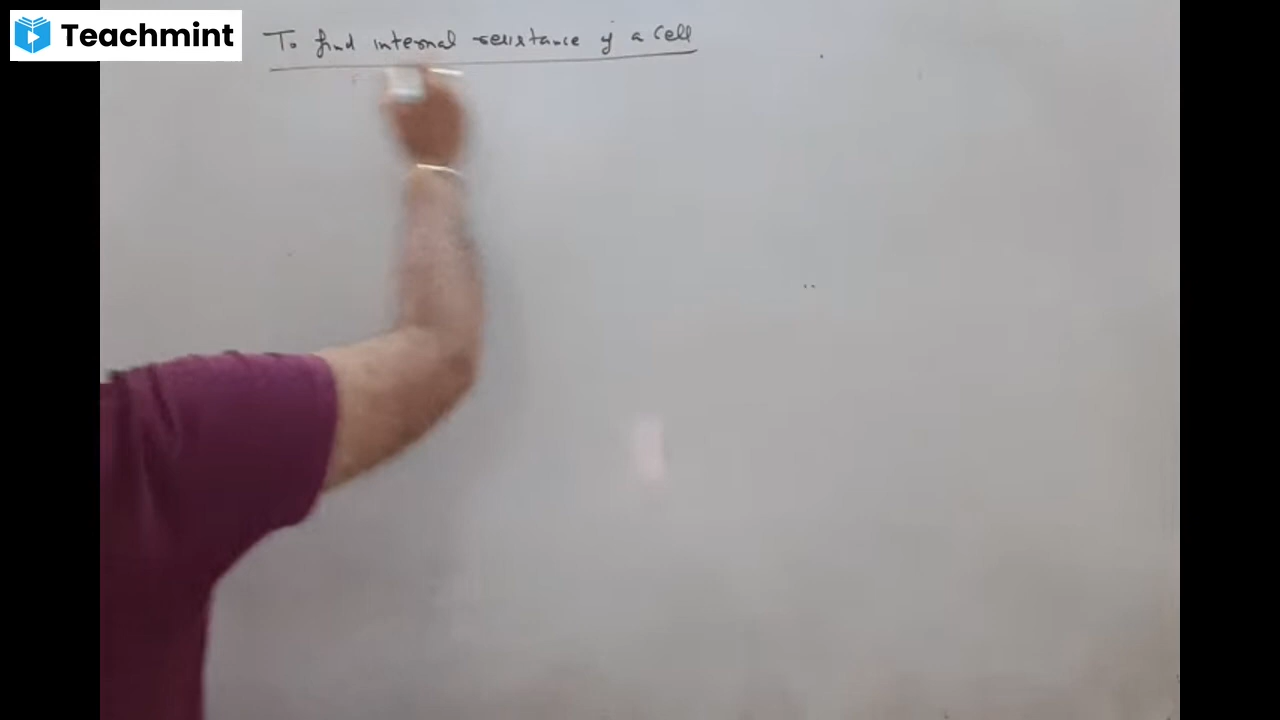 Teachmint
To find internal resistance of a cell